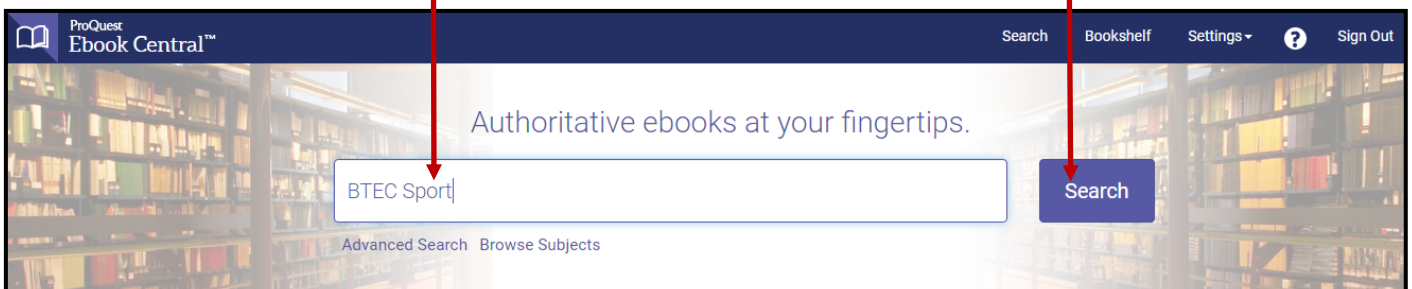 ProQuest
Ebook Central™
Search Bookshelf Settings ? Sign Out
Authoritative ebooks at your fingertips.
BTEC Sport
Search
Advanced Search Browse Subjects